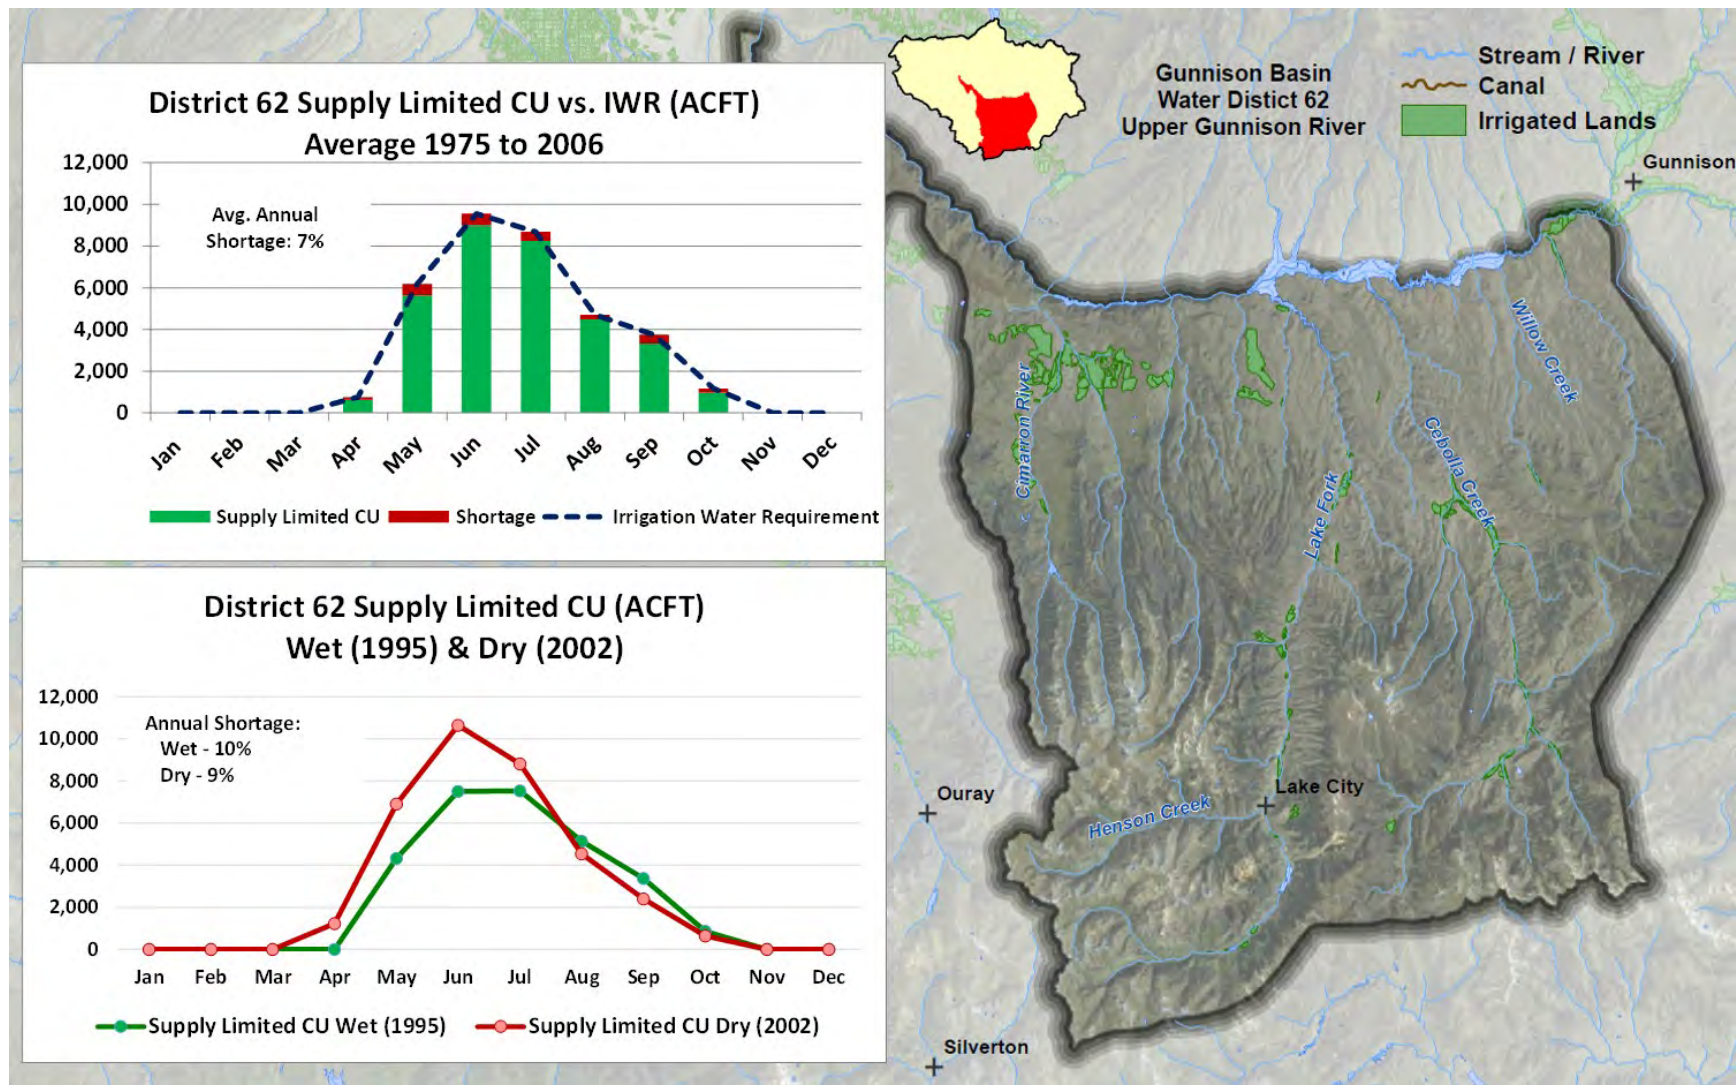 District 62 Supply Limited CU vs. IWR (ACFT)
Average 1975 to 2006
12,000
10,000
8,000
6,000
4,000
2,000
0
Avg. Annual
Shortage: 7%
Jan
Feb
Mar
Apr
May
Jun
Jul
Aug
Sep
Oct
Nov
Dec
Supply Limited CU
Shortage
Irrigation Water Requirement
District 62 Supply Limited CU (ACFT)
Wet (1995) & Dry (2002)
12,000
10,000
8,000
6,000
4,000
2,000
0
Annual Shortage:
Wet - 10%
Dry - 9%
Jan
Feb
Mar
Apr
May
Jun
Jul
Aug
Sep
Oct
Nov
Dec
Supply Limited CU Wet (1995)
Supply Limited CU Dry (2002)
Gunnison Basin
Water Distict 62
Upper Gunnison River
Stream / River
Canal
Irrigated Lands
Gunnison
Willow Creek
Cimarron River
Cebolla Creek
Lake Fork
Lake City
Ouray
Henson Creek
Silverton